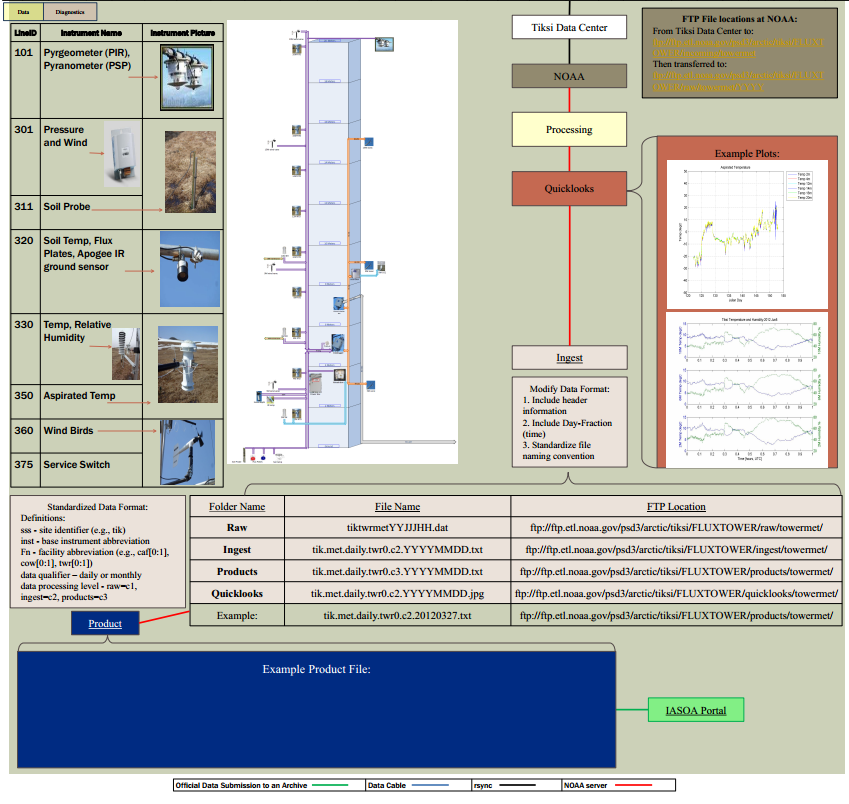 Data Diagnostics
LineID Instrument Name Instrument Picture
101 Pyrgeometer (PIR),
Pyranometer (PSP)
301 Pressure
and Wind
311 Soil Probe
320 Soil Temp, Flux
Plates, Apogee IR
ground sensor
330 Temp, Relative
Humidity
350 Aspirated Temp
360 Wind Birds
375 Service Switch
Tiksi Data Center
NOAA
Processing
Quicklooks
Ingest
Modify Data Format:
1. Include header
information
2. Include Day-Fraction
(time)
3. Standardize file
naming convention
FTP File locations at NOAA:
From Tiksi Data Center to:
Then transferred to:
Example Plots:
Aspirated Temperature
Standardized Data Format:
Definitions:
sss - site identifier (e.g., tik)
inst - base instrument abbreviation
Fn - facility abbreviation (e.g., caf[0:1],
cow[0:1], twr[0:1])
data qualifier – daily or monthly
data processing level - raw=c1,
ingest=c2, products=c3
Folder Name File Name FTP Location
Raw tiktwrmetYYJJJHH.dat ftp://ftp.etl.noaa.gov/psd3/arctic/tiksi/FLUXTOWER/raw/towermet/
Ingest tik.met.daily.twr0.c2.YYYYMMDD.txt ftp://ftp.etl.noaa.gov/psd3/arctic/tiksi/FLUXTOWER/ingest/towermet/
Products tik.met.daily.twr0.c3.YYYYMMDD.txt ftp://ftp.etl.noaa.gov/psd3/arctic/tiksi/FLUXTOWER/products/towermet/
Quicklooks tik.met.daily.twr0.c2.YYYYMMDD.jpg ftp://ftp.etl.noaa.gov/psd3/arctic/tiksi/FLUXTOWER/quicklooks/towermet/
Example: tik.met.daily.twr0.c2.20120327.txt ftp://ftp.etl.noaa.gov/psd3/arctic/tiksi/FLUXTOWER/products/towermet/
Product
Example Product File:
IASOA Portal
Official Data Submission to an Archive Data Cable rsync NOAA server